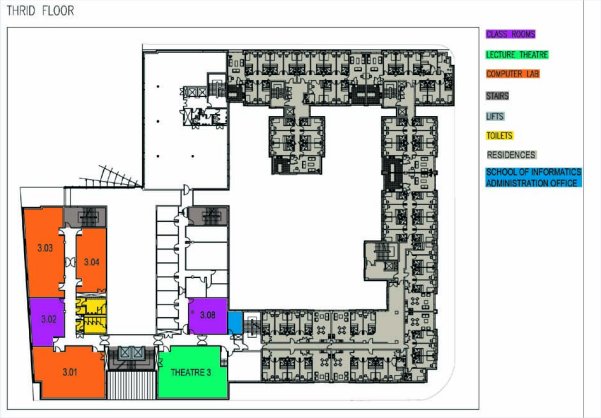 THRID FLOOR
CLASS ROOMS
LECTURE THEATRE
COMPUTER LAB
STAIRS
LIFTS
TOILETS
RESIDENCES
SCHOOL OF INFORMATICS
ADMINISTRATION OFFICE
3.03
3.04
3.02
3.08
3.01
THEATRE 3